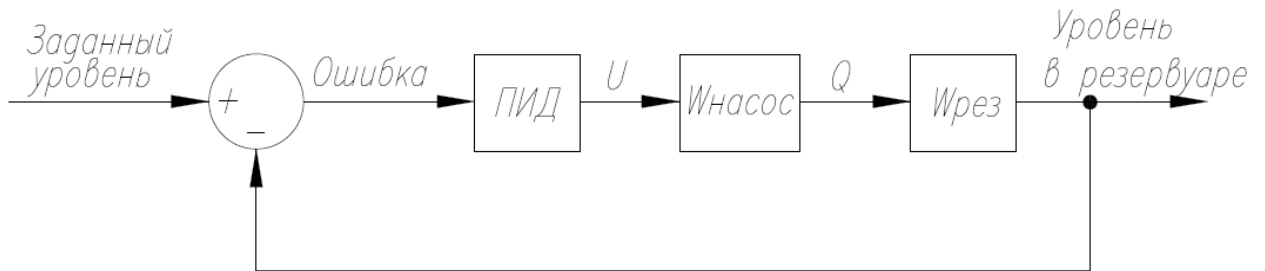 Заданный
уровень
+
−
Ошибка
ПИД
U
Wнасос
Q
Wрез
Уровень
в резервуаре